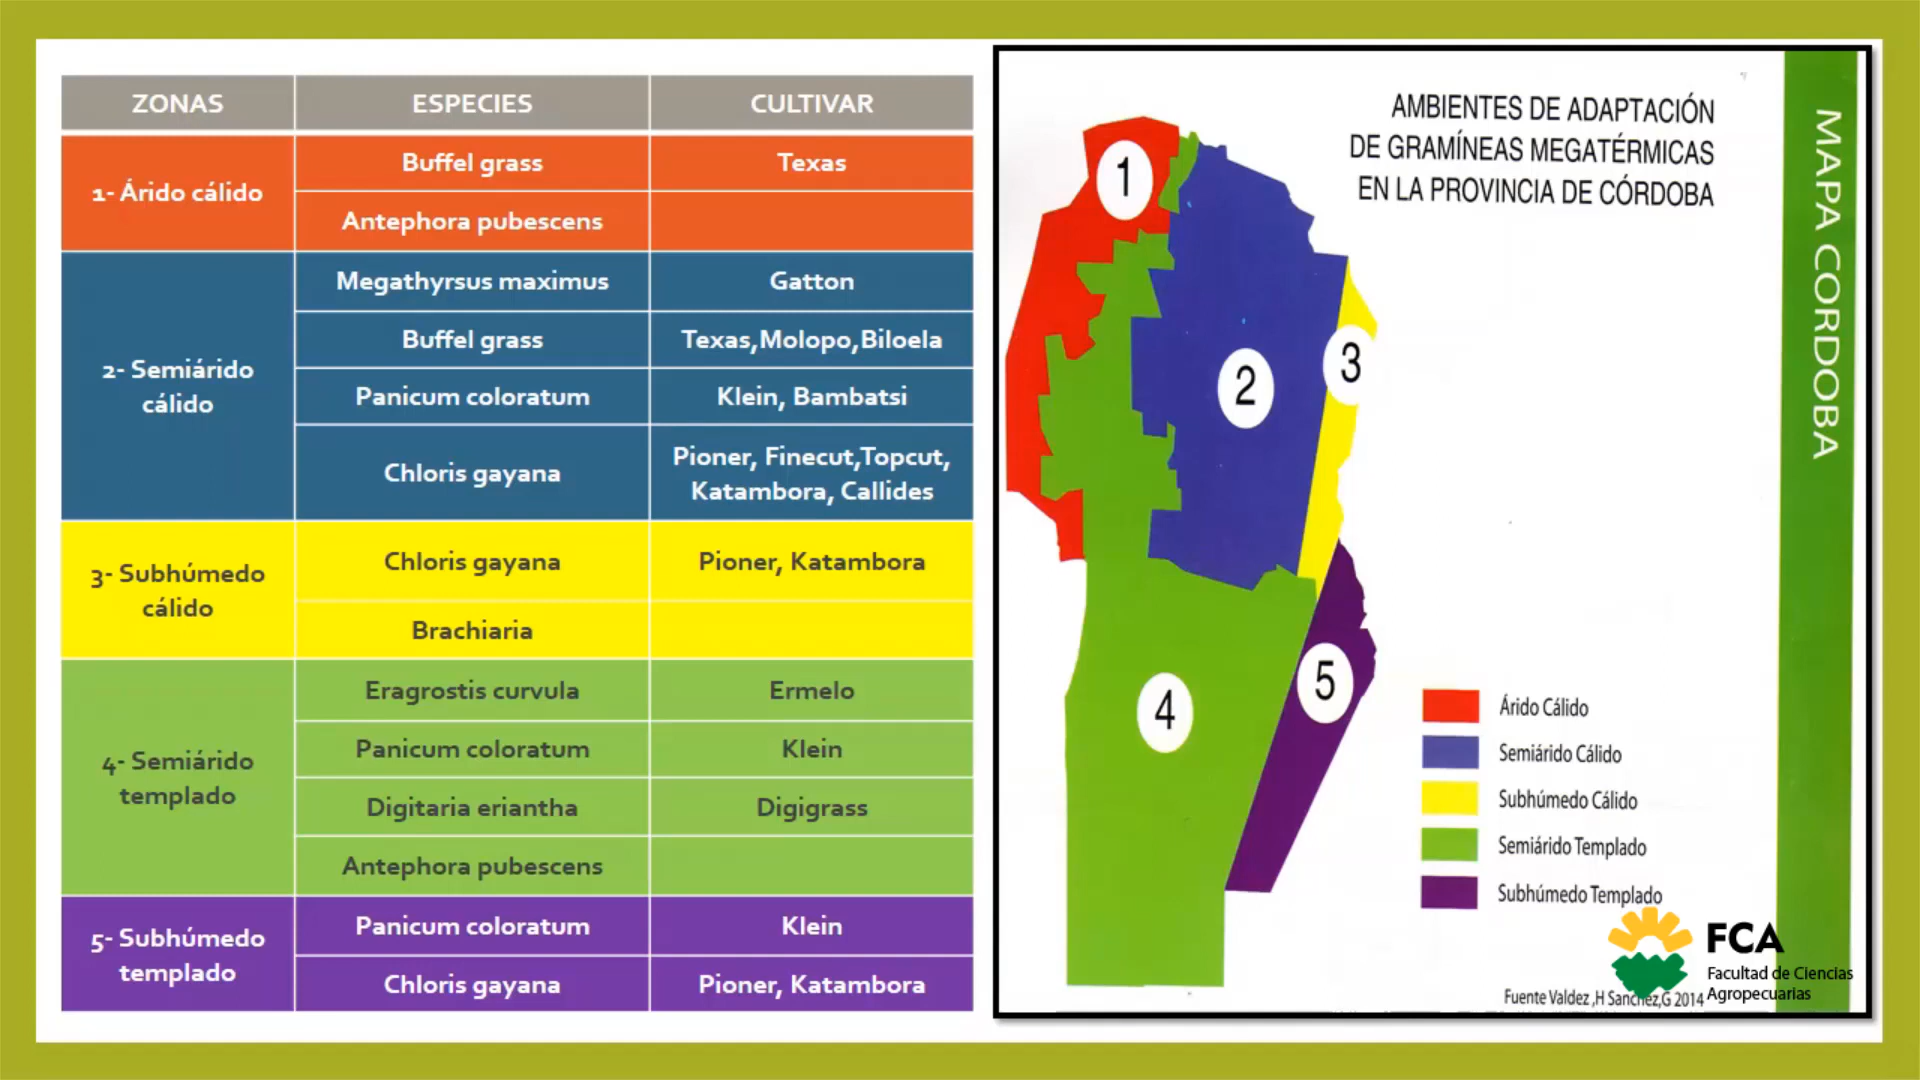 ZONAS ESPECIES CULTIVAR
1- Árido cálido
Buffel grass Texas
Antephora pubescens
2- Semiárido
cálido
Megathyrsus maximus Gatton
Buffel grass Texas,Molopo,Biloela
Panicum coloratum Klein, Bambatsi
Chloris gayana
Pioner, Finecut,Topcut,
Katambora, Callides
3- Subhúmedo
cálido
Chloris gayana Pioner, Katambora
Brachiaria
4- Semiárido
templado
Eragrostis curvula Ermelo
Panicum coloratum Klein
Digitaria eriantha Digigrass
Antephora pubescens
5- Subhúmedo
templado
Panicum coloratum Klein
Chloris gayana Pioner, Katambora
AMBIENTES DE ADAPTACIÓN
DE GRAMÍNEAS MEGATÉRMICAS
EN LA PROVINCIA DE CÓRDOBA
MAPA CORDOBA
1
2
3
4
5
Árido Cálido
Semiárido Cálido
Subhúmedo Cálido
Semiárido Templado
Subhúmedo Templado
FCA
Facultad de Ciencias
Agropecuarias
Fuente Valdez ,H Sanchez,G 2014